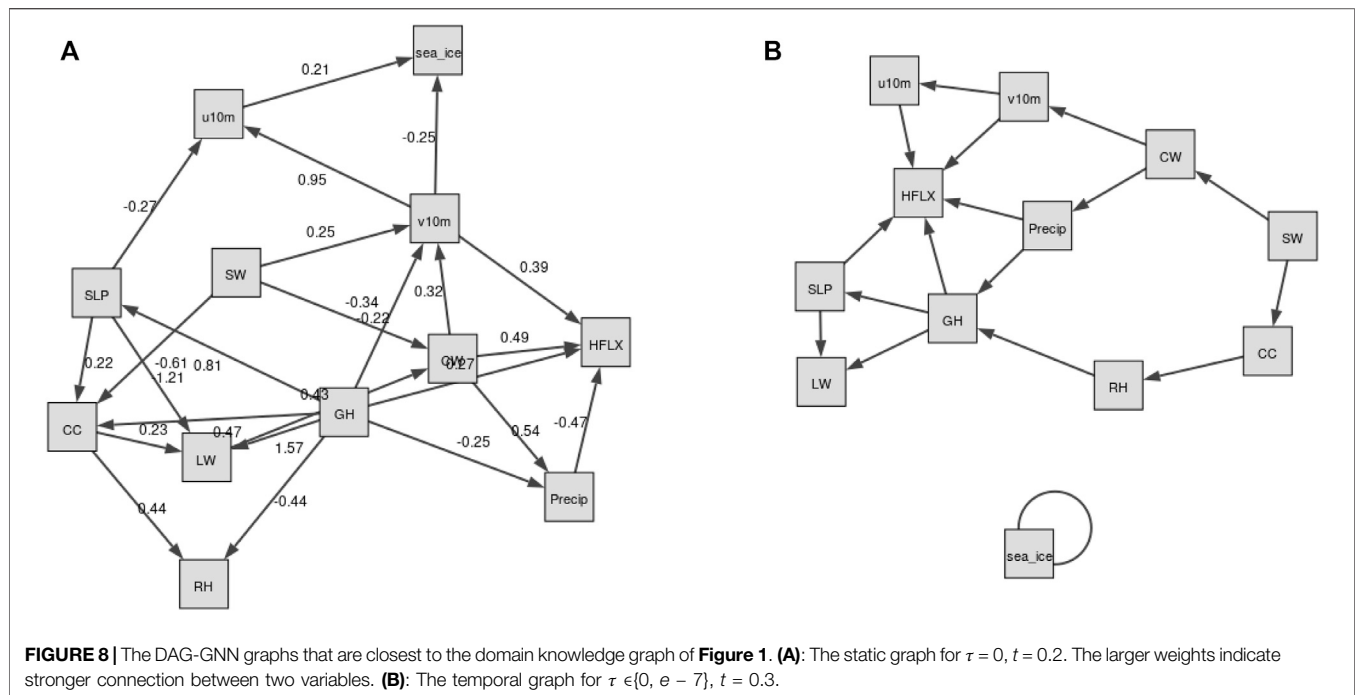 A
B
sea_ice
0.21
u10m
-0.25
0.95
v10m
-0.27
0.25
SW
SLP
0.39
-0.34
-0.22
0.32
HFLX
0.49
CW
0.27
0.22
-0.61
0.81
-1.21
0.43
GH
CC
0.23
0.47
LW
1.57
-0.25
0.54
-0.47
Precip
0.44
-0.44
RH
u10m
v10m
CW
HFLX
Precip
SW
SLP
GH
CC
LW
RH
sea_ice
FIGURE 8 | The DAG-GNN graphs that are closest to the domain knowledge graph of Figure 1. (A): The static graph for τ = 0, t = 0.2. The larger weights indicate
stronger connection between two variables. (B): The temporal graph for τ ϵ{0, e − 7}, t = 0.3.